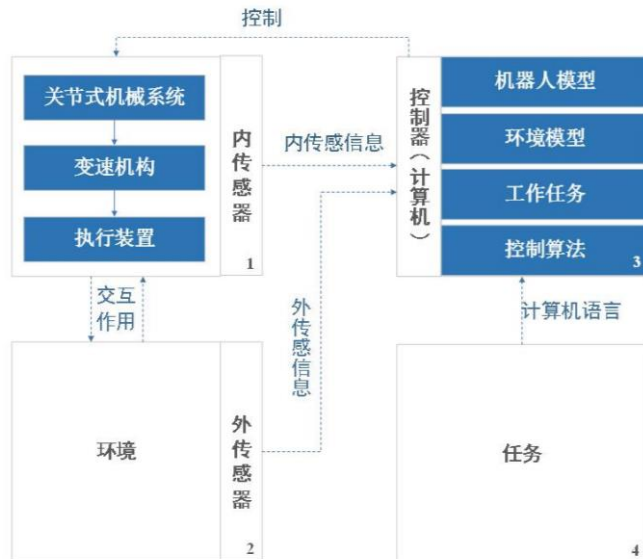 控制
关节式机械系统
变速机构
执行装置
内传感器
1
内传感信息
控制器（计算机）
机器人模型
环境模型
工作任务
控制算法
3
交互
作用
外传感信息
计算机语言
环境
外传感器
2
任务
4